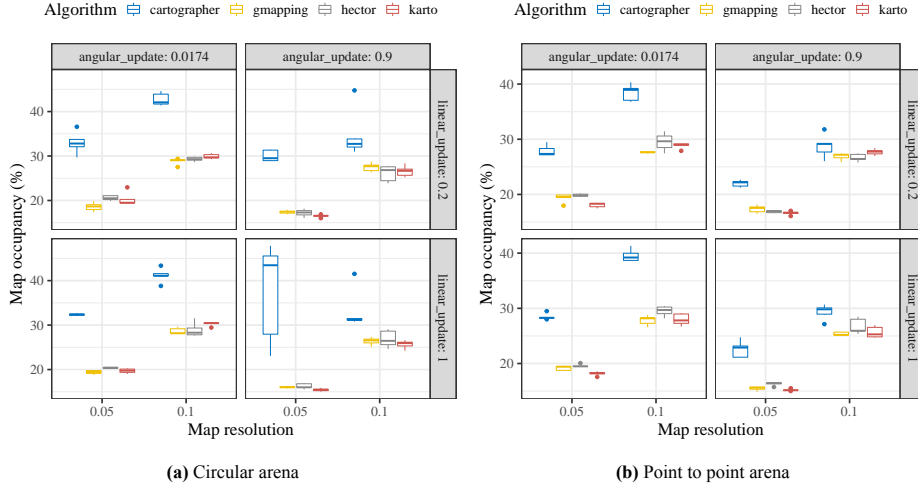 Algorithm cartographer gmapping hector karto
angular_update: 0.0174 angular_update: 0.9
linear_update: 0.2
linear_update: 1
40
30
20
40
30
20
Map occupancy (%)
0.05 0.1 0.05 0.1
Map resolution
(a) Circular arena
Algorithm cartographer gmapping hector karto
angular_update: 0.0174 angular_update: 0.9
linear_update: 0.2
linear_update: 1
40
30
20
40
30
20
Map occupancy (%)
0.05 0.1 0.05 0.1
Map resolution
(b) Point to point arena